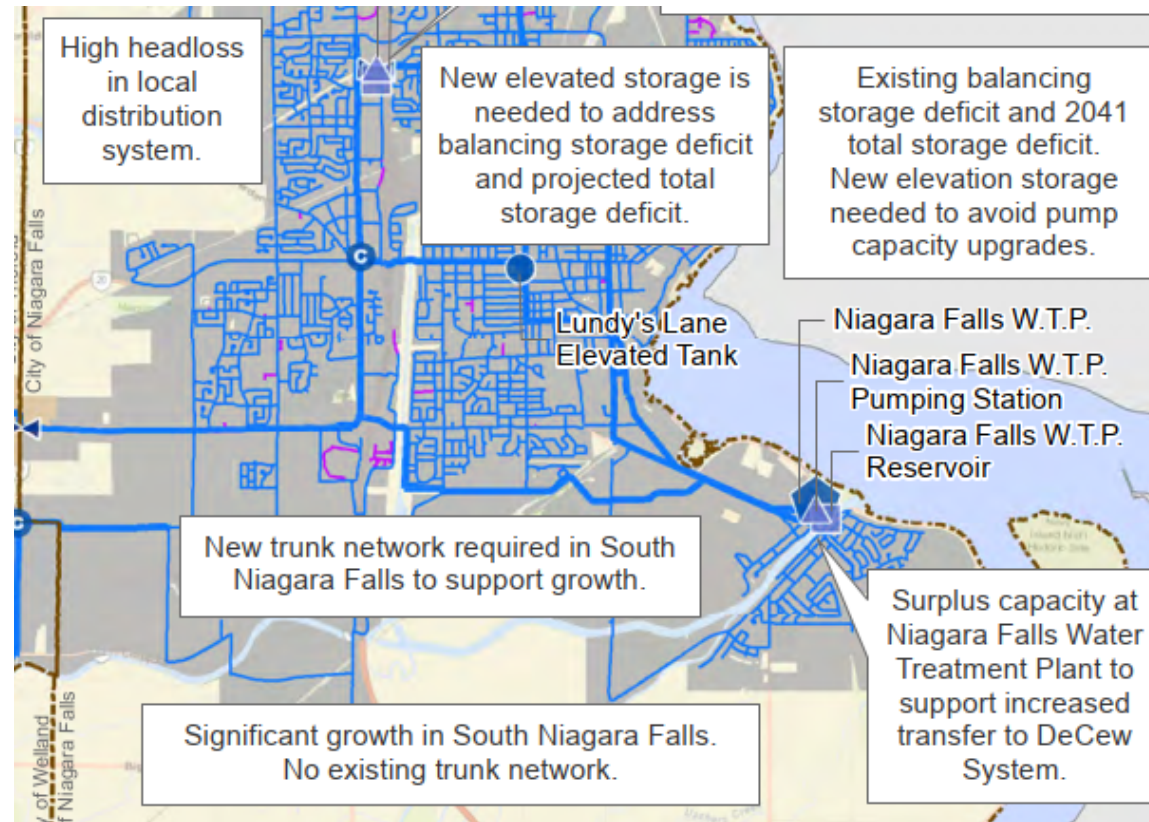 High headloss
in local
distribution
system.
New elevated storage is
needed to address
balancing storage deficit
and projected total
storage deficit.
Existing balancing
storage deficit and 2041
total storage deficit.
New elevation storage
needed to avoid pump
capacity upgrades.
City of Niagara Falls
20
C
Lundy's Lane
Elevated Tank
Niagara Falls W.T.P.
Niagara Falls W.T.P.
Pumping Station
Niagara Falls W.T.P.
Reservoir
C
New trunk network required in South
Niagara Falls to support growth.
Surplus capacity at
Niagara Falls Water
Treatment Plant to
support increased
transfer to DeCew
System.
Significant growth in South Niagara Falls.
No existing trunk network.
y of Welland
f Niagara Falls